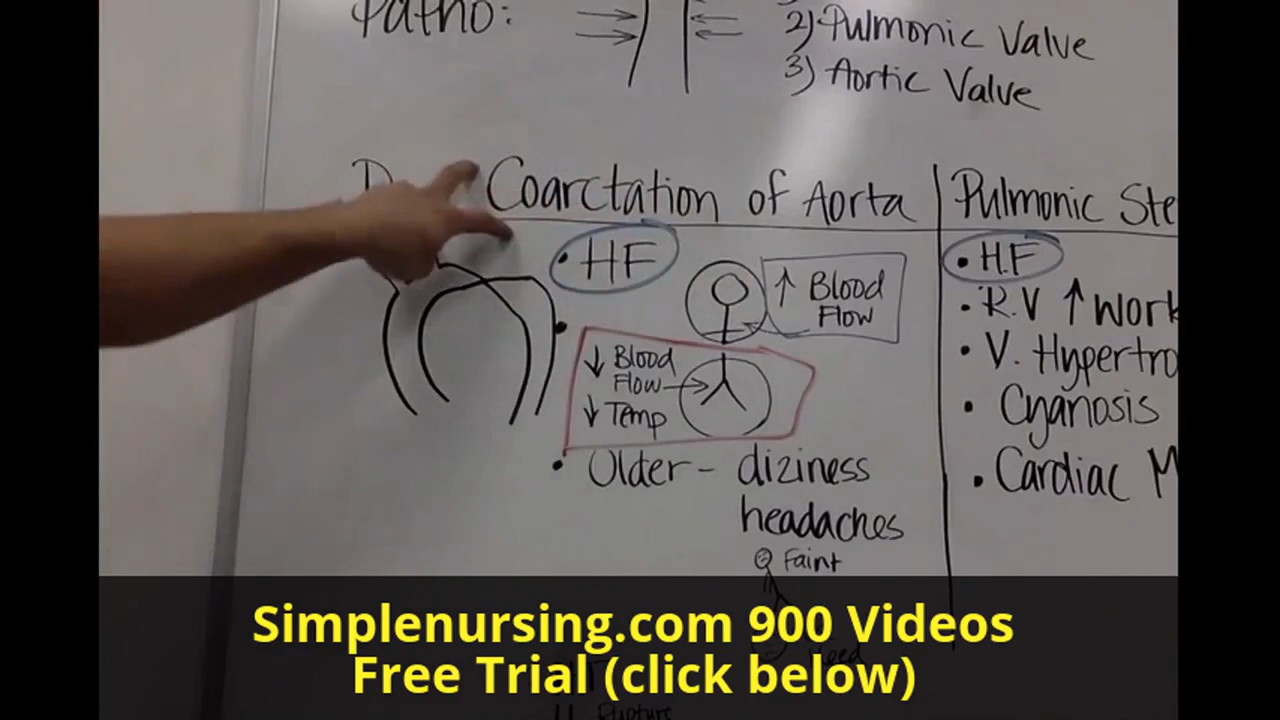 Patho:
2) Pulmonic Valve
3) Aortic Valve
Coarctation of Aorta
Pulmonic Ste
• HF
↑ Blood
Flow
↓ Blood
Flow
↓ Temp
• Older - diziness
headaches
Faint
• H.F
• R.V ↑ work
• V. Hypertro
• Cyanosis
• Cardiac M
Simplenursing.com 900 Videos
Free Trial (click below)
Rupture